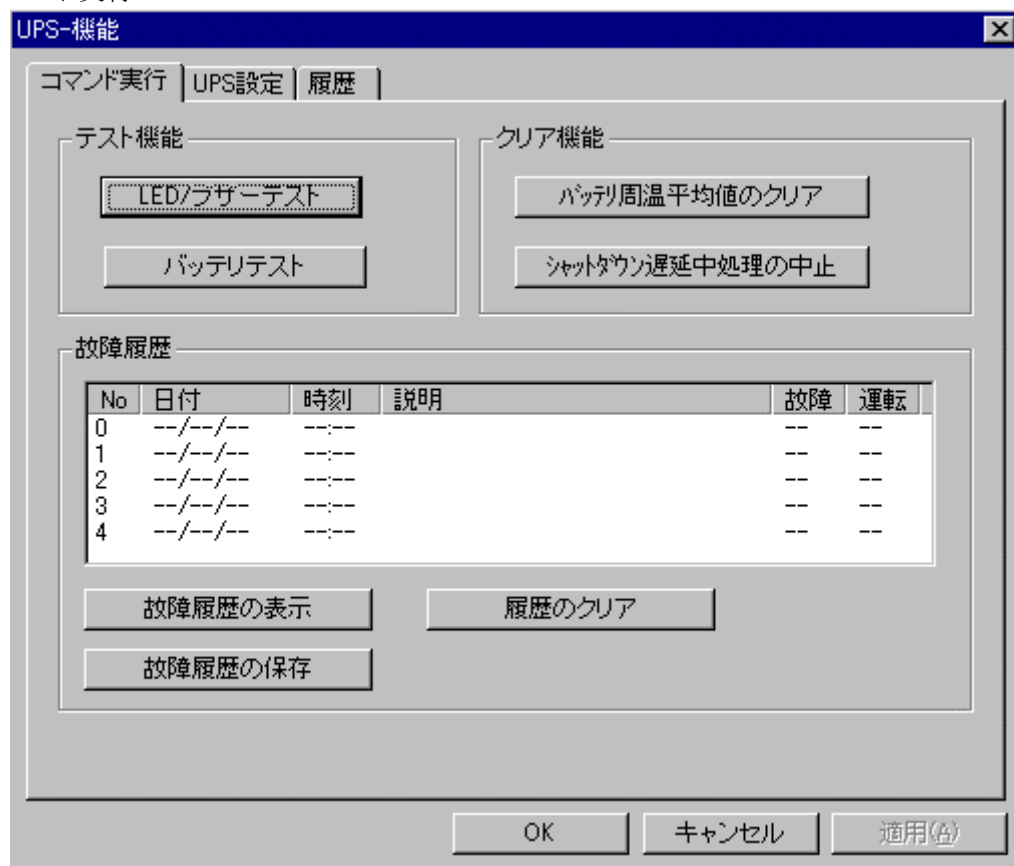 UPS-機能
コマンド実行 UPS設定 履歴
テスト機能
LED/ブザーテスト
バッテリテスト
クリア機能
バッテリ周温平均値のクリア
シャットダウン遅延中処理の中止
故障履歴
No 日付 時刻 説明 故障 運転
0 --/--/-- --:-- -- --
1 --/--/-- --:-- -- --
2 --/--/-- --:-- -- --
3 --/--/-- --:-- -- --
4 --/--/-- --:-- -- --
故障履歴の表示 履歴のクリア
故障履歴の保存
OK キャンセル 適用(A)